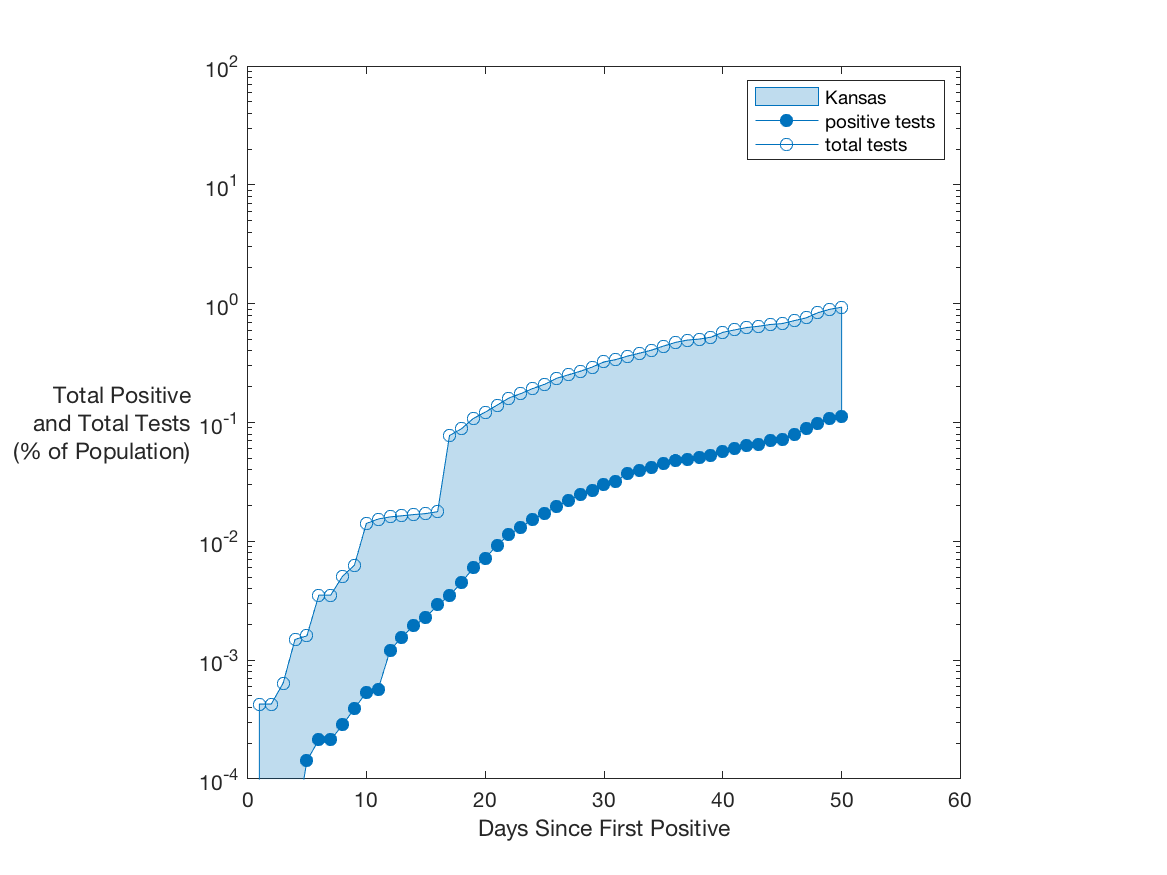 10^2
10^1
10^0
10^-1
10^-2
10^-3
10^-4
Total Positive
and Total Tests
(% of Population)
Kansas
positive tests
total tests
0 10 20 30 40 50 60
Days Since First Positive